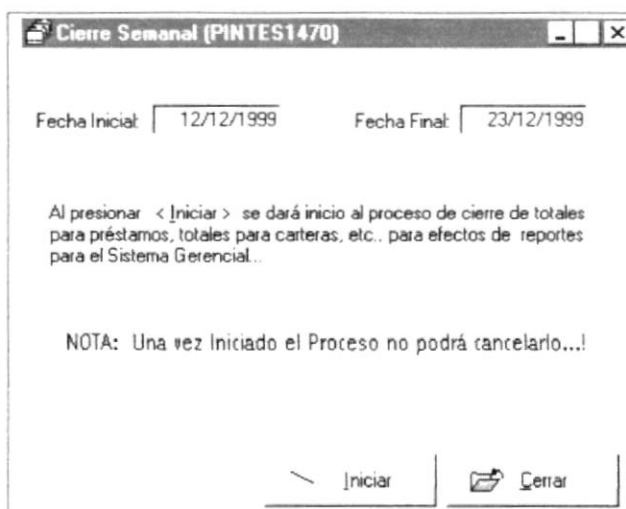 Cierre Semanal (PINTES1470)
Fecha Inicial: 12/12/1999 Fecha Final: 23/12/1999
Al presionar < Iniciar > se dará inicio al proceso de cierre de totales
para préstamos, totales para carteras, etc.. para efectos de reportes
para el Sistema Gerencial...
NOTA: Una vez Iniciado el Proceso no podrá cancelarlo...!
Iniciar Cerrar